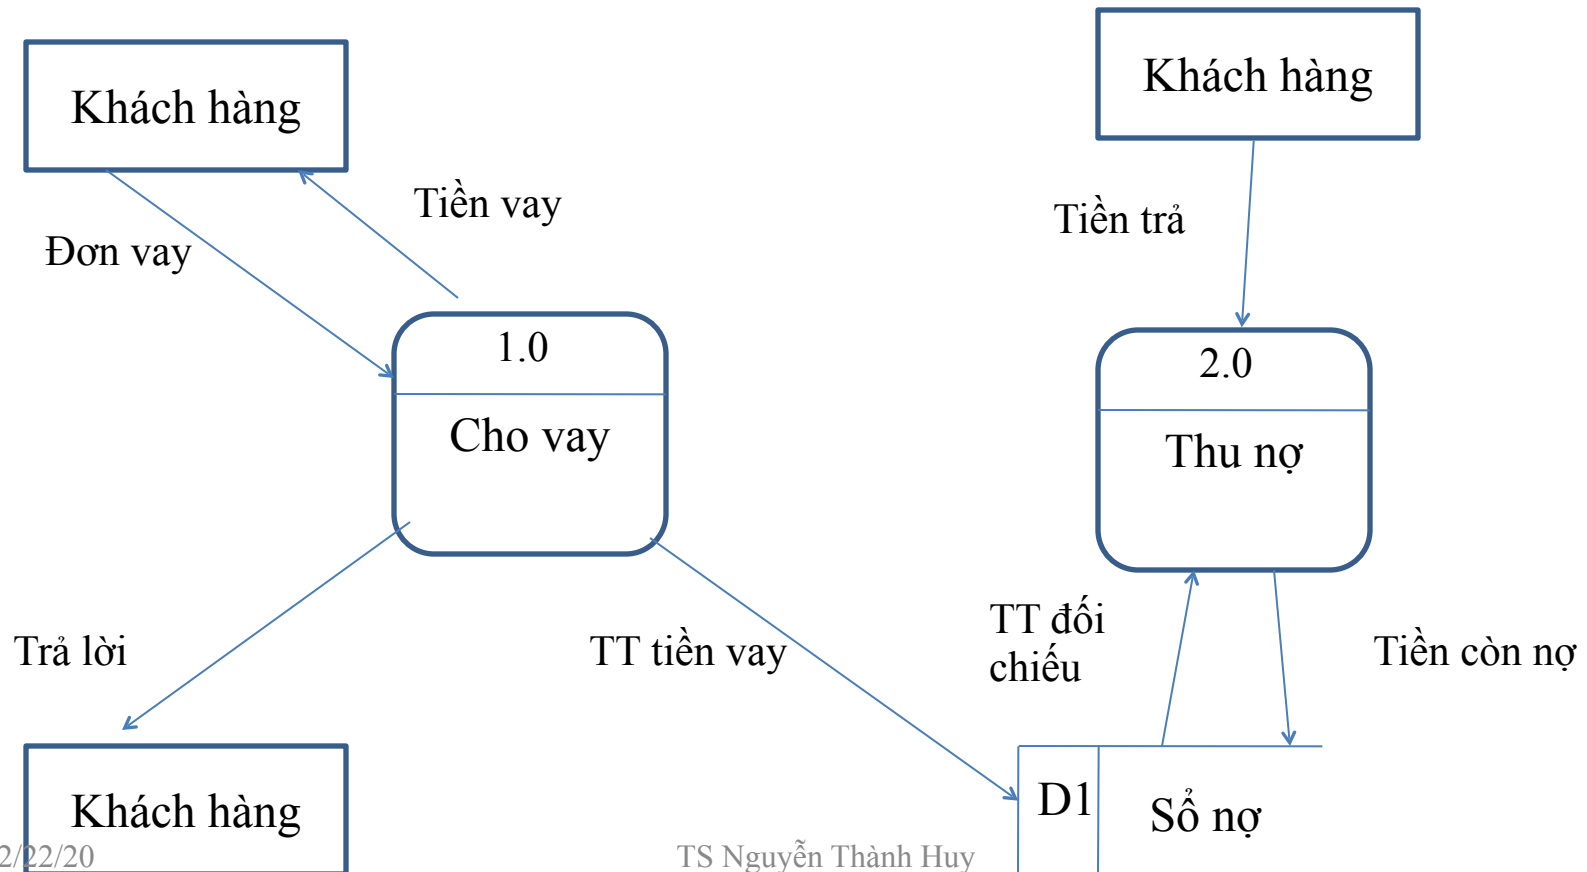 Khách hàng
Khách hàng
Tiền vay
Tiền trả
Đơn vay
1.0
2.0
Cho vay
Thu nợ
TT đối
chiếu
Trả lời
TT tiền vay
Tiền còn nợ
D1
Sổ nợ
Khách hàng
2/22/20
TS Nguyễn Thành Huy